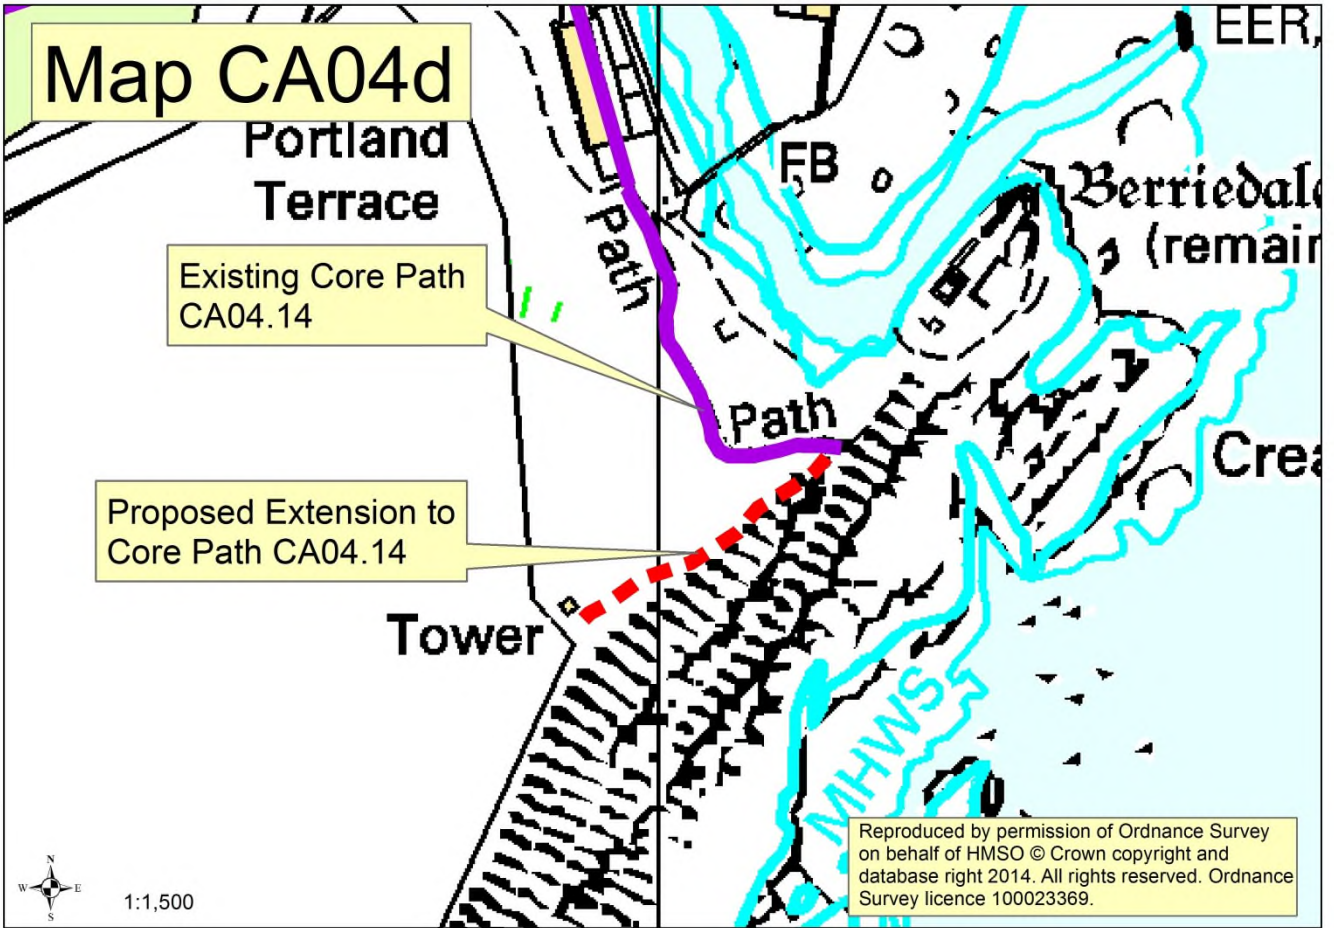 Map CA04d
EER,
Portland
Terrace
FB
Berriedale
(remain
Path
Existing Core Path
CA04.14
Path
Crea
Proposed Extension to
Core Path CA04.14
Tower
MHWS
Reproduced by permission of Ordnance Survey
on behalf of HMSO © Crown copyright and
database right 2014. All rights reserved. Ordnance
Survey licence 100023369.
N
W E
S
1:1,500